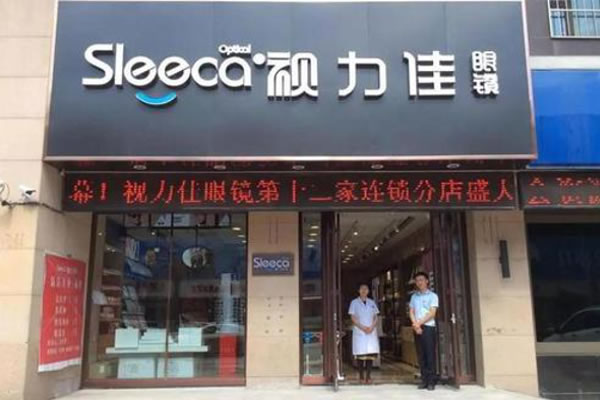 Optical
Sleeca 视力佳 眼镜
幕！视力佳眼镜第十二家连锁分店盛大
Sleeca